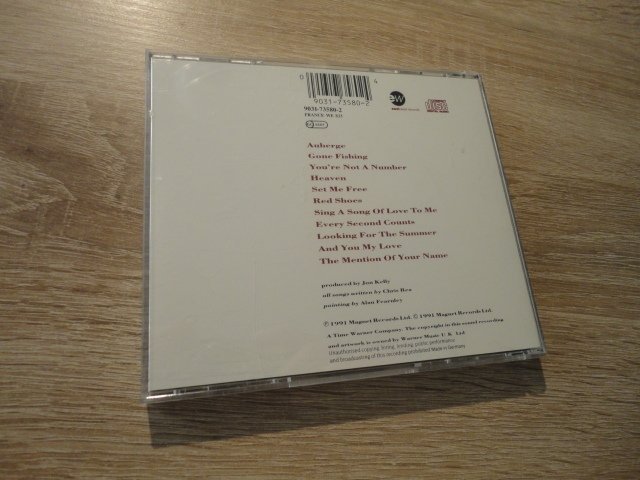 0 4
9031-73580-2
9031-73580-2
FRANCE: WE 833
Auberge
Gone Fishing
You're Not A Number
Heaven
Set Me Free
Red Shoes
Sing A Song Of Love To Me
Every Second Counts
Looking For The Summer
And You My Love
The Mention Of Your Name
produced by Jon Kelly
all songs written by Chris Rea
painting by Alan Fearnley
℗ 1991 Magnet Records Ltd. © 1991 Magnet Records Ltd.
A Time Warner Company. The copyright in this sound recording
and artwork is owned by Warner Music U K Ltd
Unauthorised copying, hiring, lending, public performance
and broadcasting of this recording prohibited Made in Germany